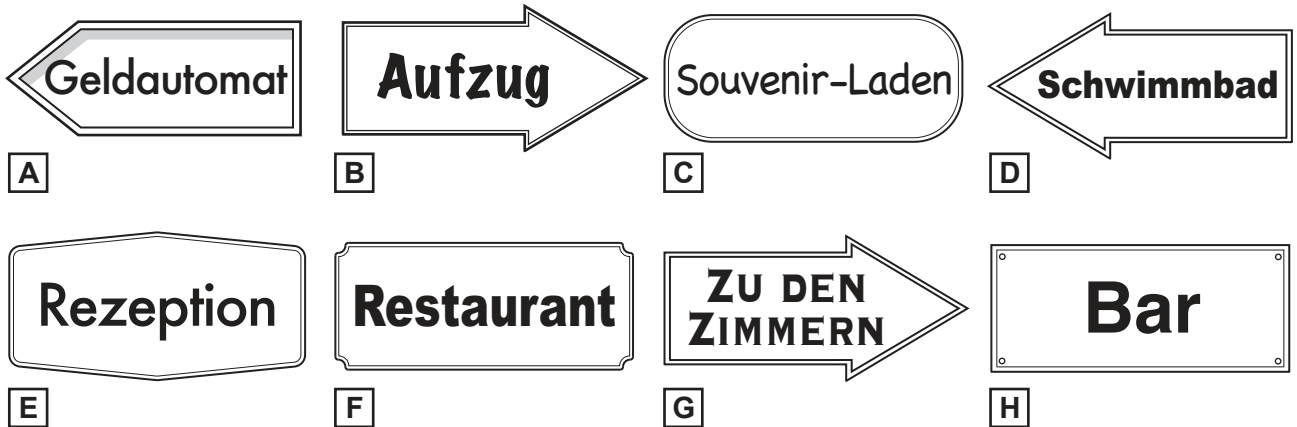 Geldautomat
Aufzug
Souvenir-Laden
Schwimmbad
A
B
C
D
Rezeption
Restaurant
ZU DEN
ZIMMERN
Bar
E
F
G
H